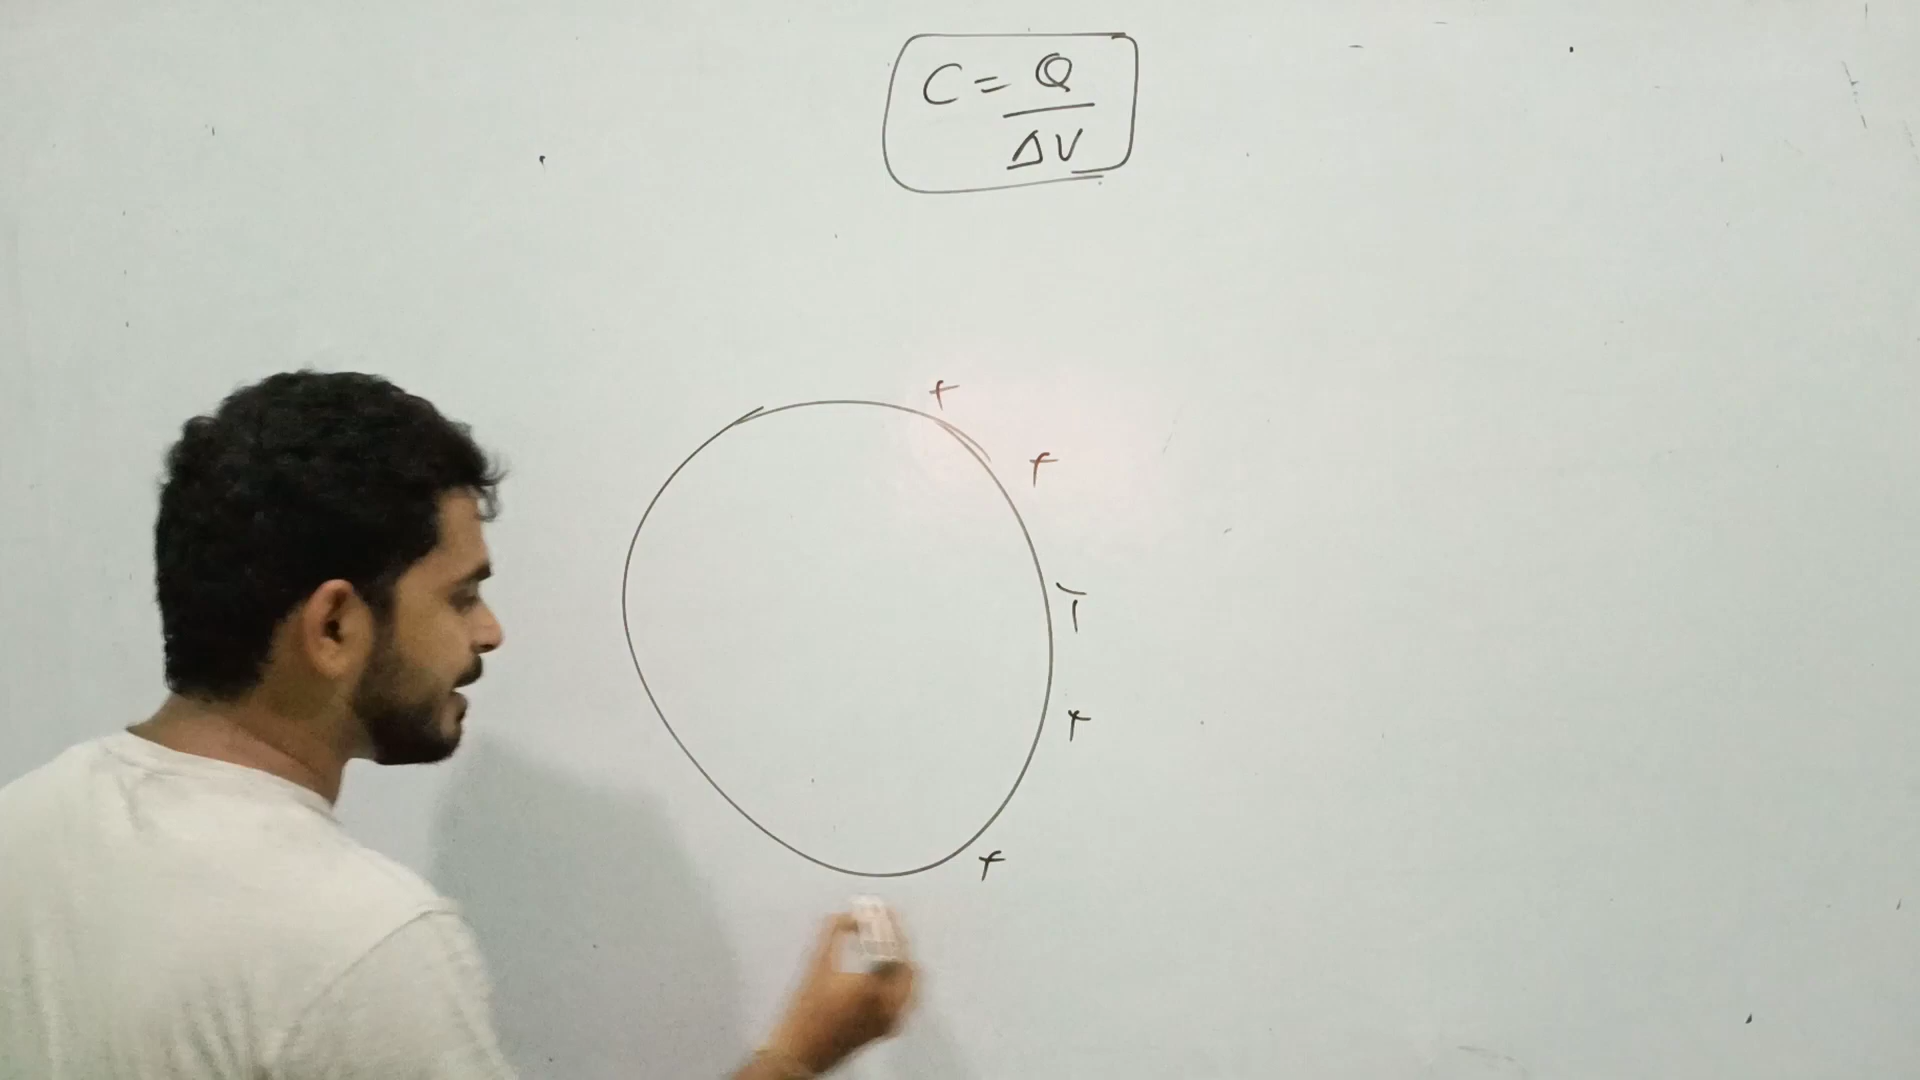 C = Q
ΔV
+
+
+
+
+